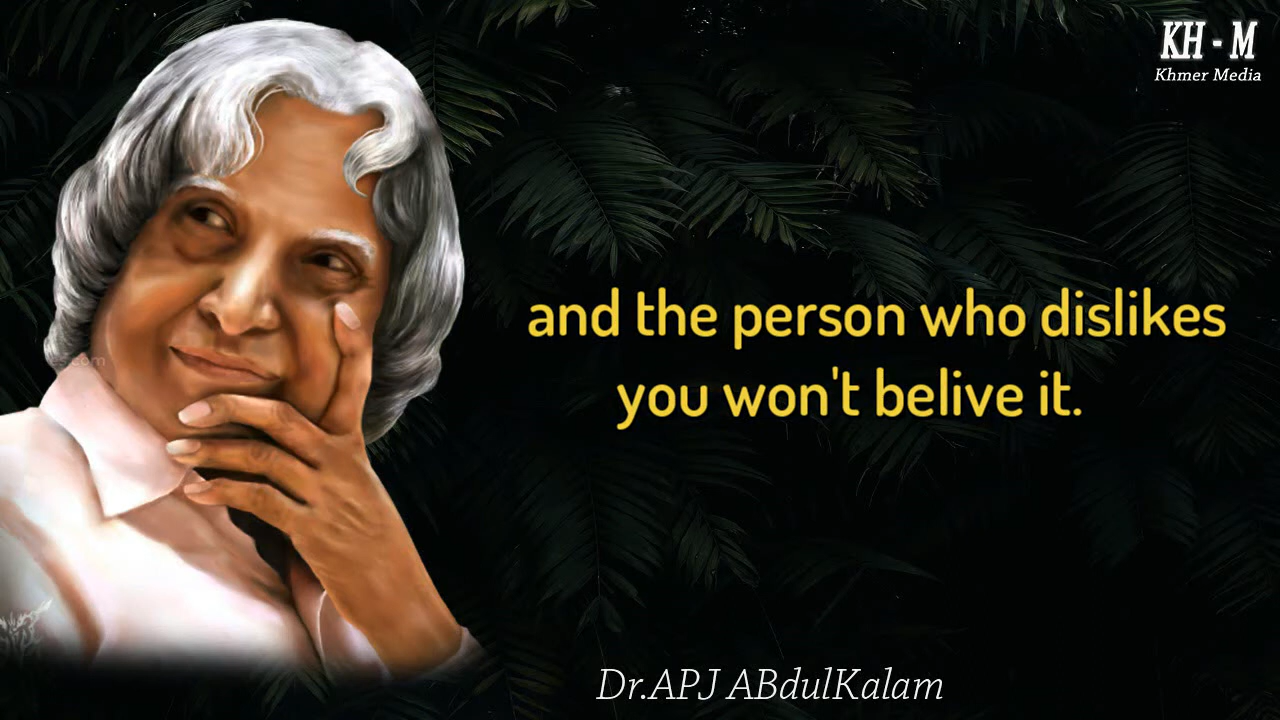 KH - M
Khmer Media
and the person who dislikes
you won't belive it.
Dr.APJ ABdulKalam